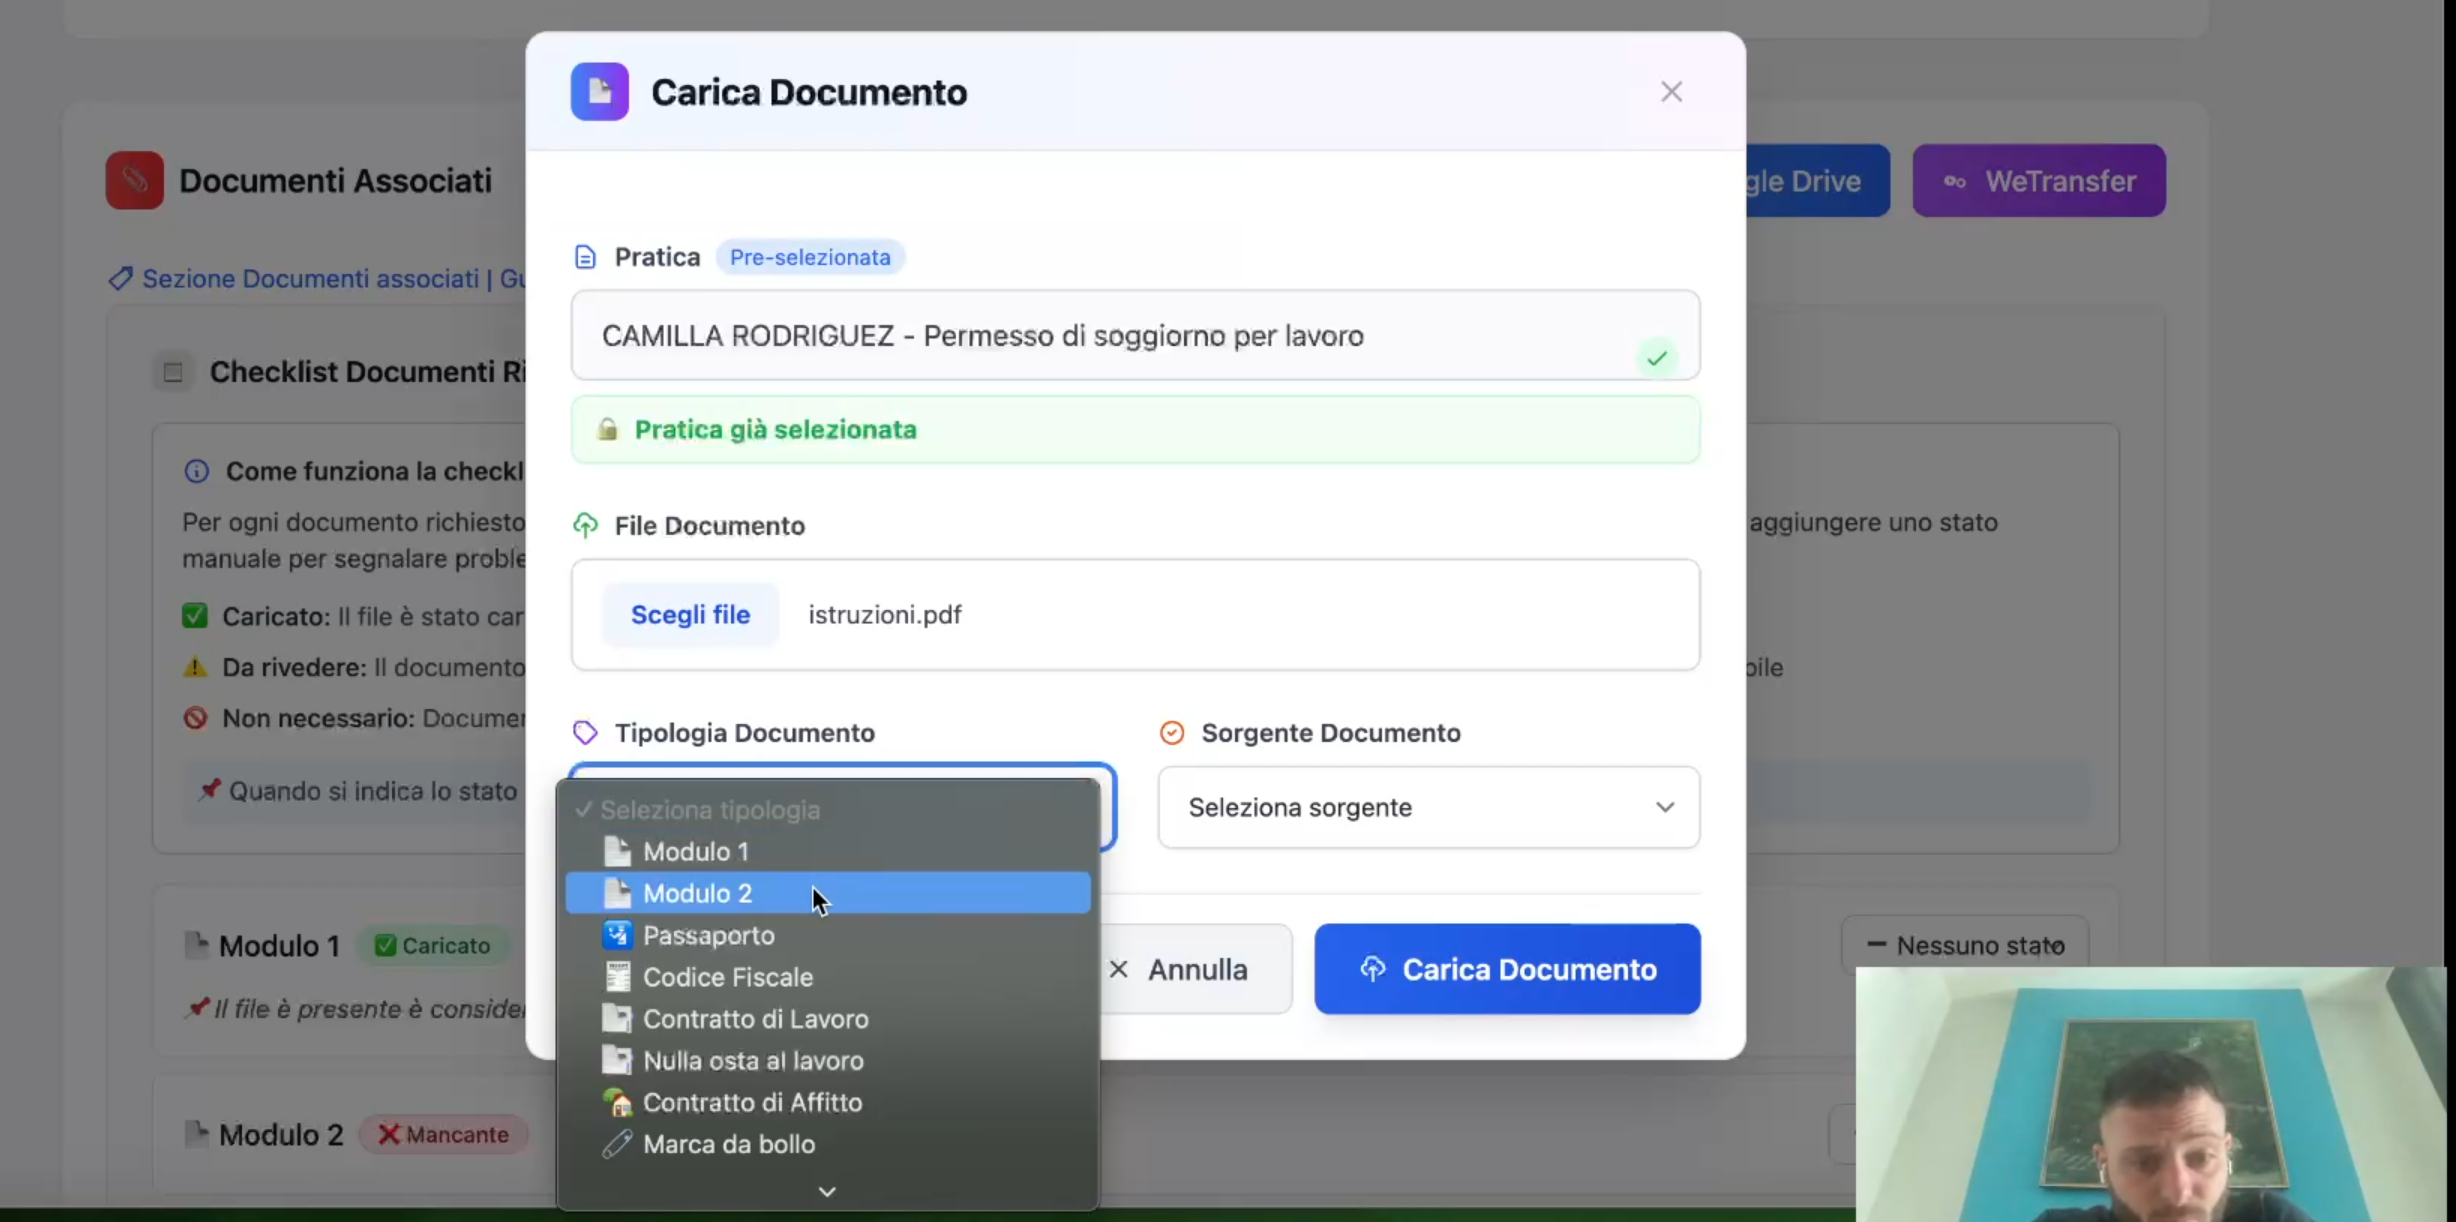 Carica Documento
Documenti Associati
gle Drive
WeTransfer
Pratica
Pre-selezionata
Sezione Documenti associati | Gu
CAMILLA RODRIGUEZ - Permesso di soggiorno per lavoro
Checklist Documenti Ri
Pratica già selezionata
Come funziona la checkl
Per ogni documento richiesto
aggiungere uno stato
manuale per segnalare proble
File Documento
Scegli file
istruzioni.pdf
Caricato: Il file è stato car
Da rivedere: Il documento
bile
Non necessario: Documen
Tipologia Documento
Sorgente Documento
Quando si indica lo stato
Seleziona tipologia
Seleziona sorgente
Modulo 1
Modulo 2
Passaporto
Codice Fiscale
Contratto di Lavoro
Nulla osta al lavoro
Contratto di Affitto
Marca da bollo
Annulla
Carica Documento
Modulo 1
Caricato
Nessuno stato
Il file è presente è consider
Modulo 2
Mancante